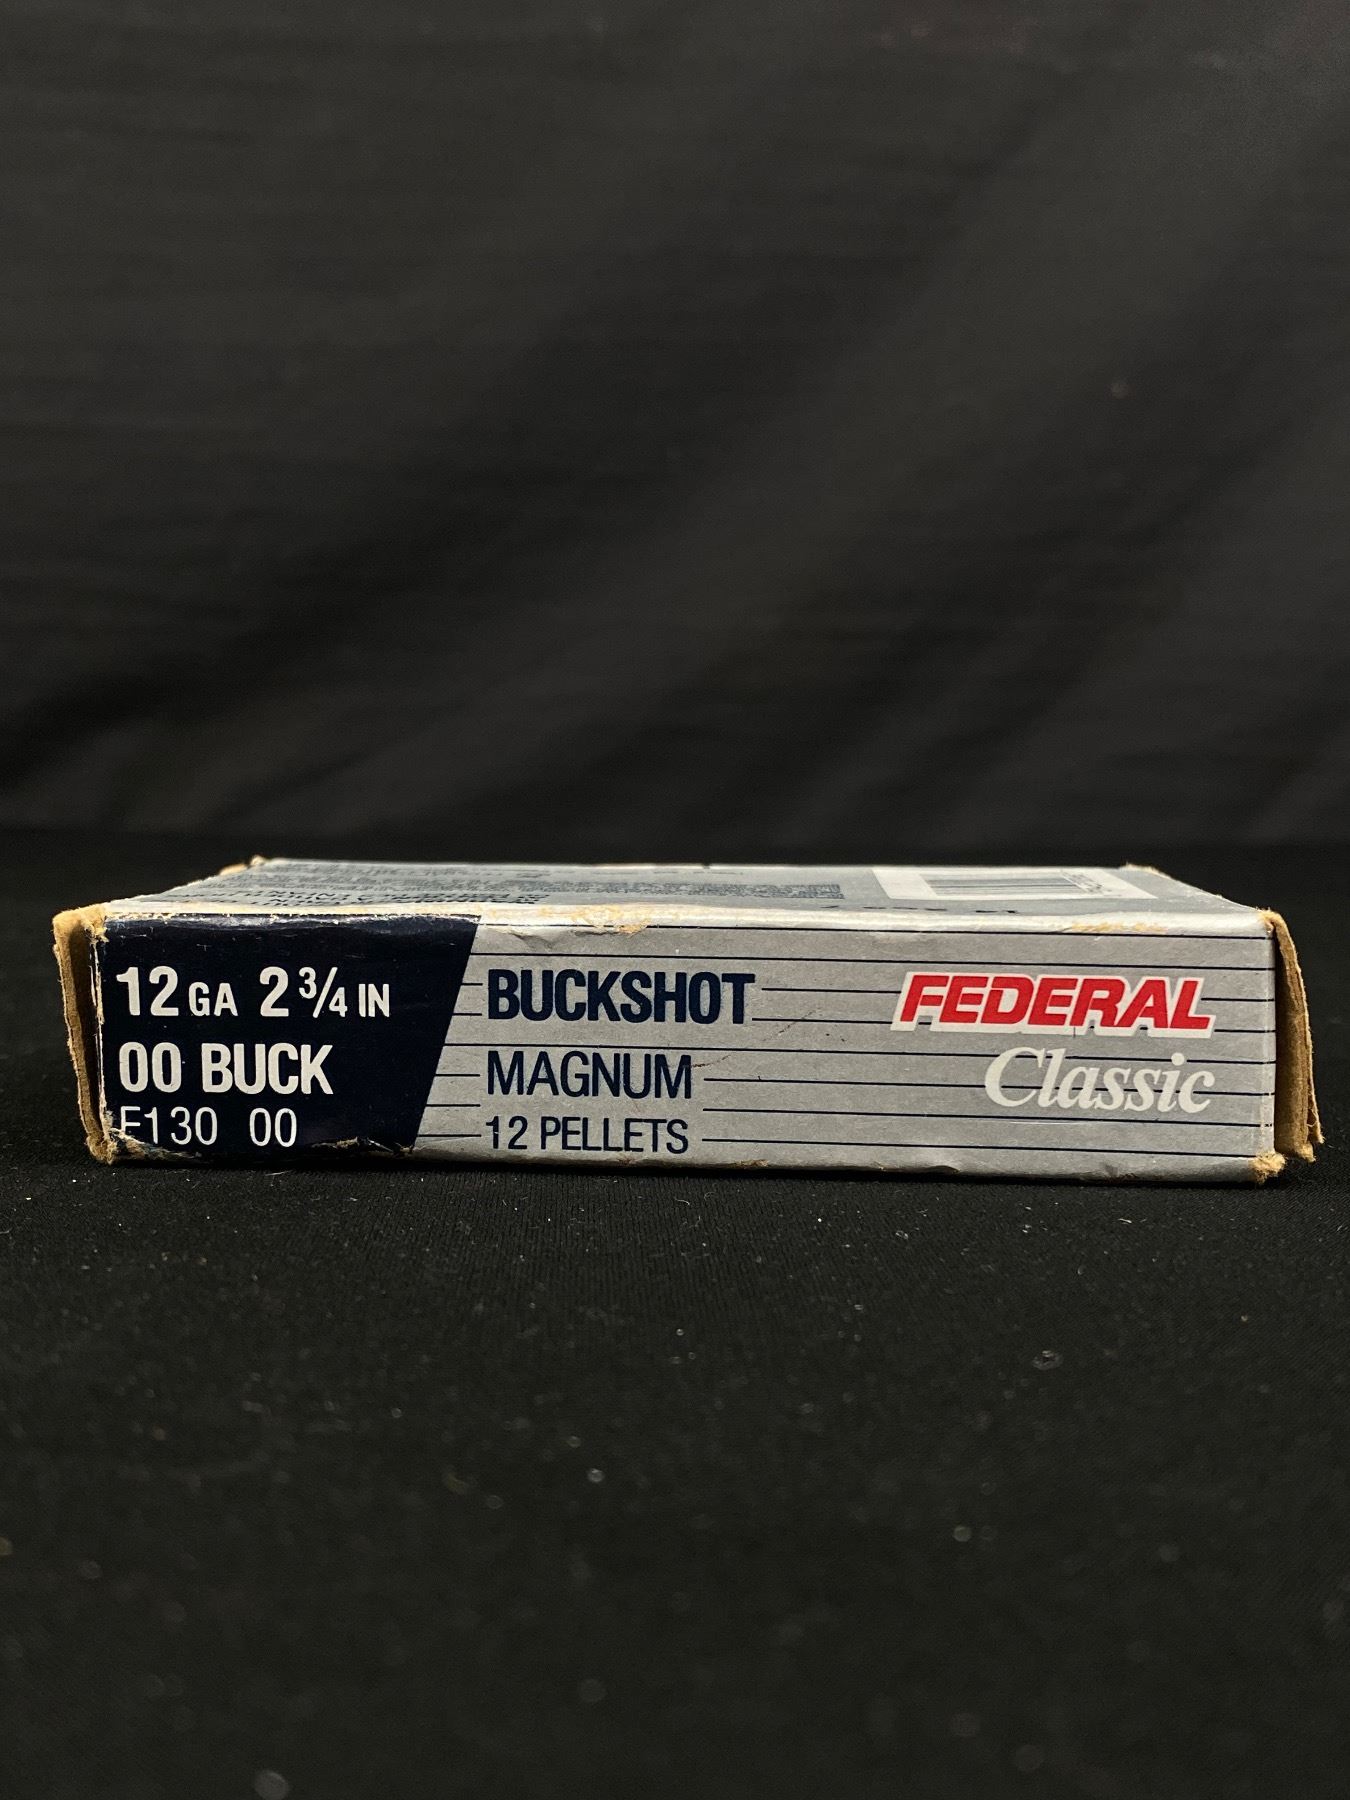 12 GA 2 3/4 IN
00 BUCK
F130 00
BUCKSHOT
MAGNUM
12 PELLETS
FEDERAL
Classic